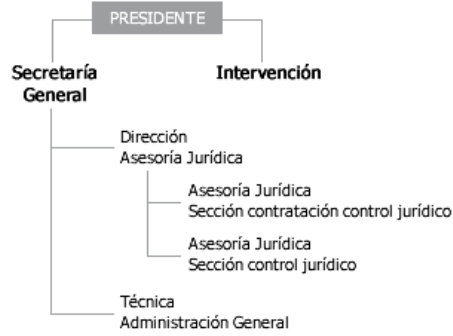 PRESIDENTE
Secretaría
General
Intervención
Dirección
Asesoría Jurídica
Asesoría Jurídica
Sección contratación control jurídico
Asesoría Jurídica
Sección control jurídico
Técnica
Administración General